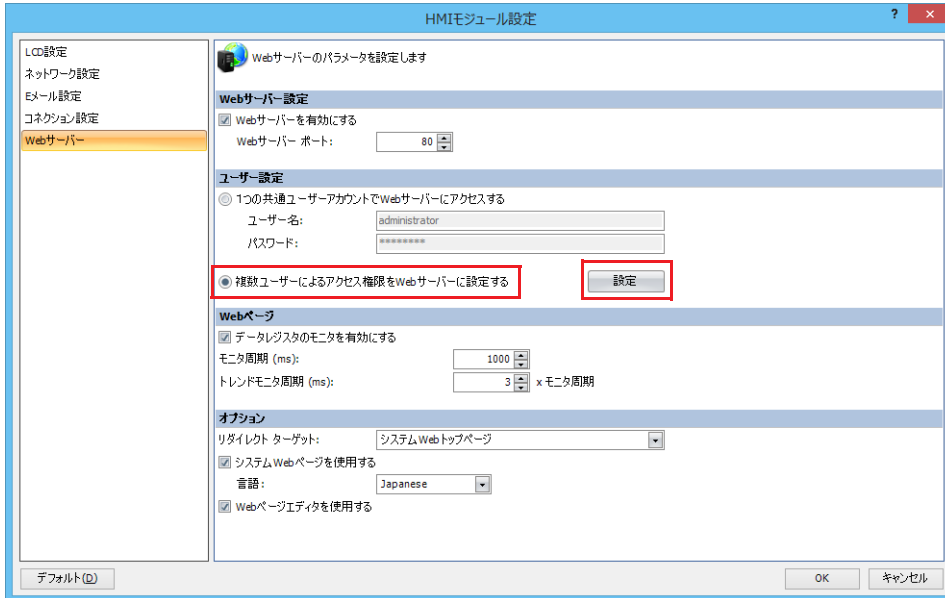 HMIモジュール設定
?
×
LCD設定
ネットワーク設定
Eメール設定
コネクション設定
Webサーバー
Webサーバーのパラメータを設定します
Webサーバー設定
Webサーバーを有効にする
Webサーバー ポート: 80
ユーザー設定
1つの共通ユーザーアカウントでWebサーバーにアクセスする
ユーザー名: administrator
パスワード: ********
複数ユーザーによるアクセス権限をWebサーバーに設定する 設定
Webページ
データレジスタのモニタを有効にする
モニタ周期 (ms): 1000
トレンドモニタ周期 (ms): 3 x モニタ周期
オプション
リダイレクト ターゲット: システムWebトップページ
システムWebページを使用する
言語: Japanese
Webページエディタを使用する
デフォルト(D) OK キャンセル